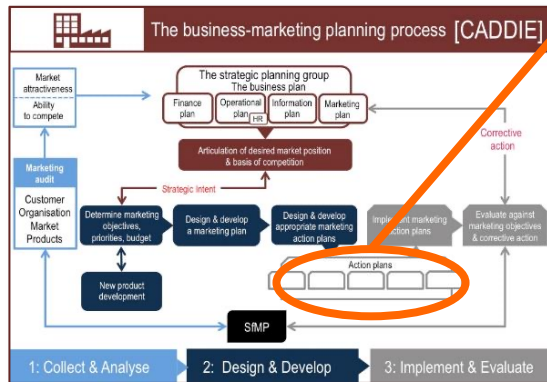 The business-marketing planning process [CADDIE]
Market
attractiveness
Ability
to compete
The strategic planning group
The business plan
Finance
plan
Operational
plan
HR
Information
plan
Marketing
plan
Corrective
action
Articulation of desired market position
& basis of competition
Marketing
audit
Customer
Organisation
Market
Products
Strategic Intent
Determine marketing
objectives,
priorities, budget
Design & develop
a marketing plan
Design & develop
appropriate marketing
action plans
Implement marketing
action plans
Evaluate against
marketing objectives
& corrective action
New product
development
Action plans
SfMP
1: Collect & Analyse
2: Design & Develop
3: Implement & Evaluate